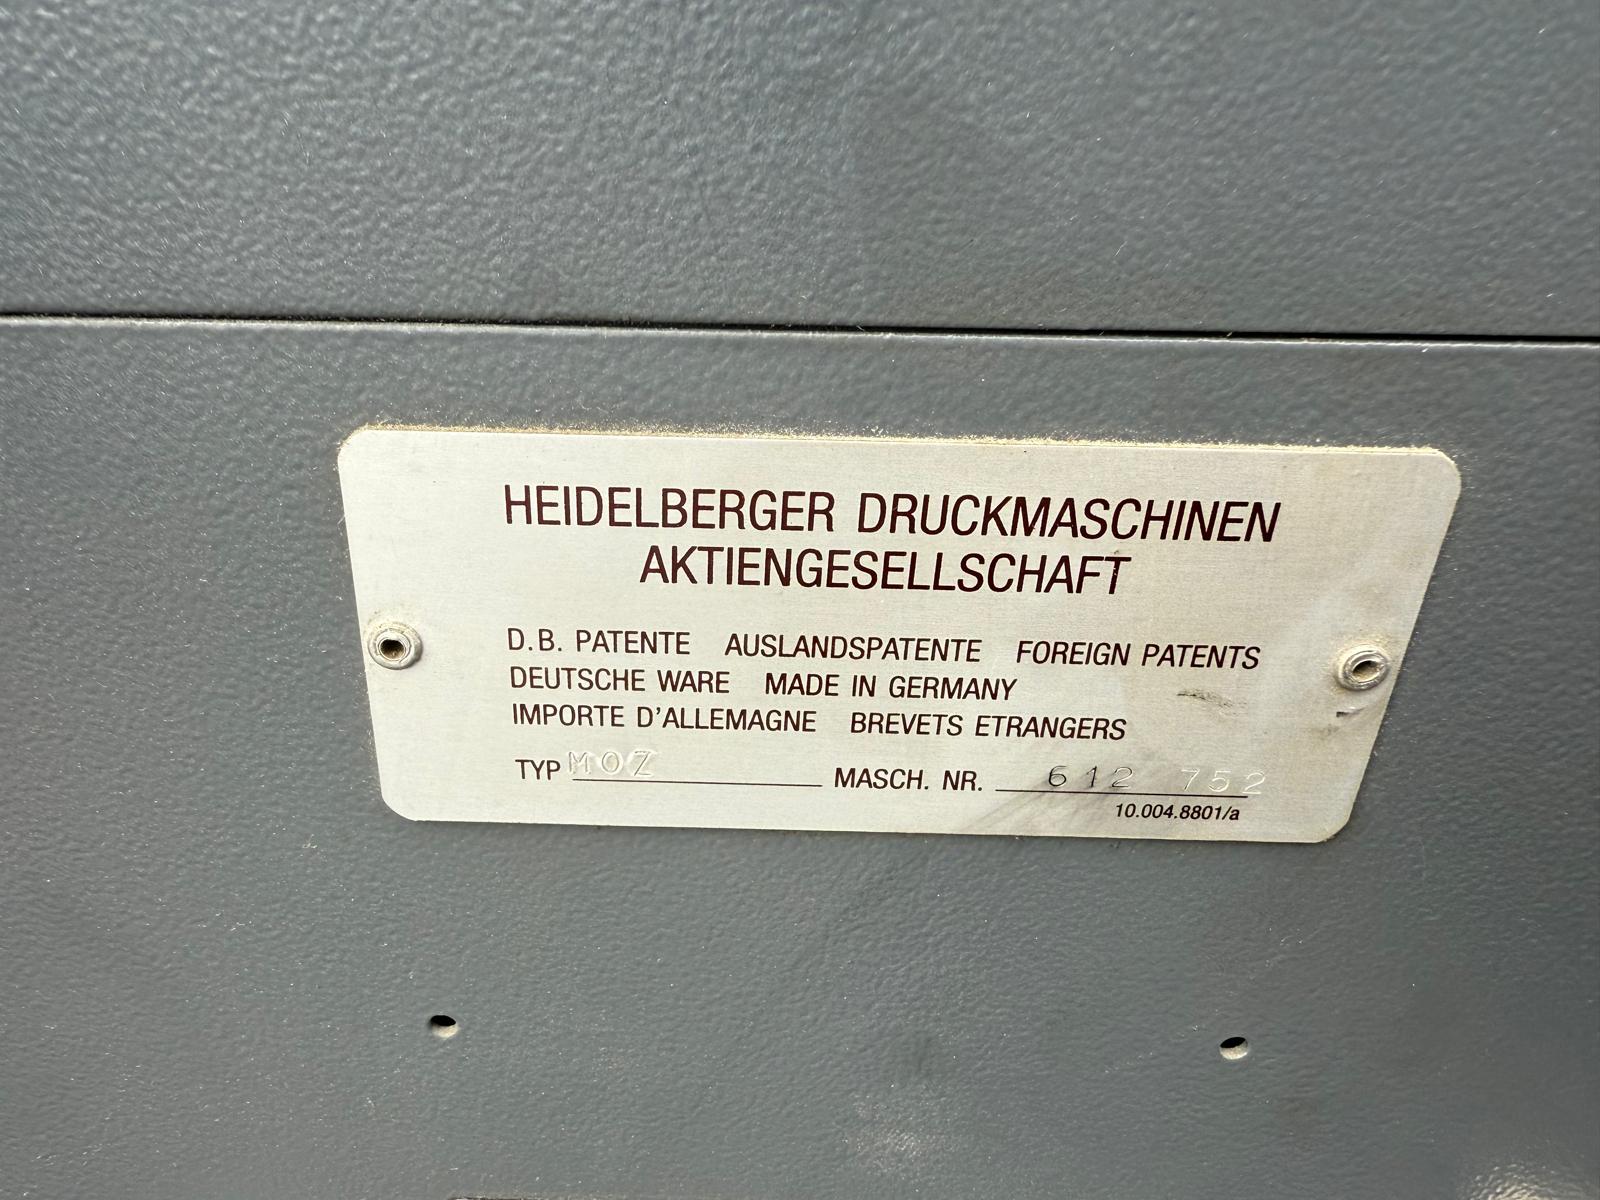 HEIDELBERGER DRUCKMASCHINEN
AKTIENGESELLSCHAFT
D.B. PATENTE AUSLANDSPATENTE FOREIGN PATENTS
DEUTSCHE WARE MADE IN GERMANY
IMPORTE D'ALLEMAGNE BREVETS ETRANGERS
TYP MOZ MASCH. NR. 612 752
10.004.8801/a